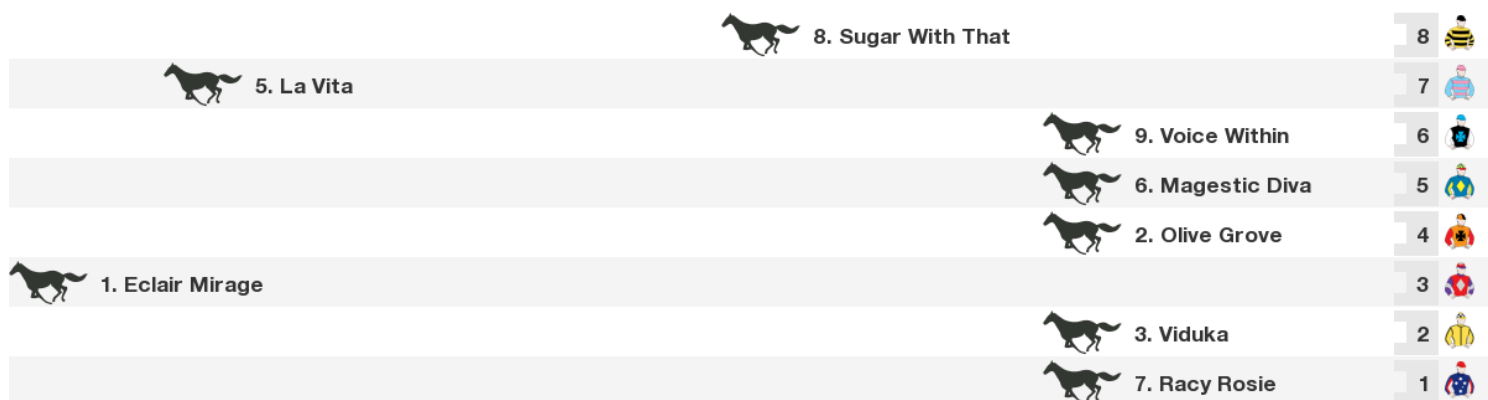 8. Sugar With That 8
5. La Vita 7
9. Voice Within 6
6. Magestic Diva 5
2. Olive Grove 4
1. Eclair Mirage 3
3. Viduka 2
7. Racy Rosie 1